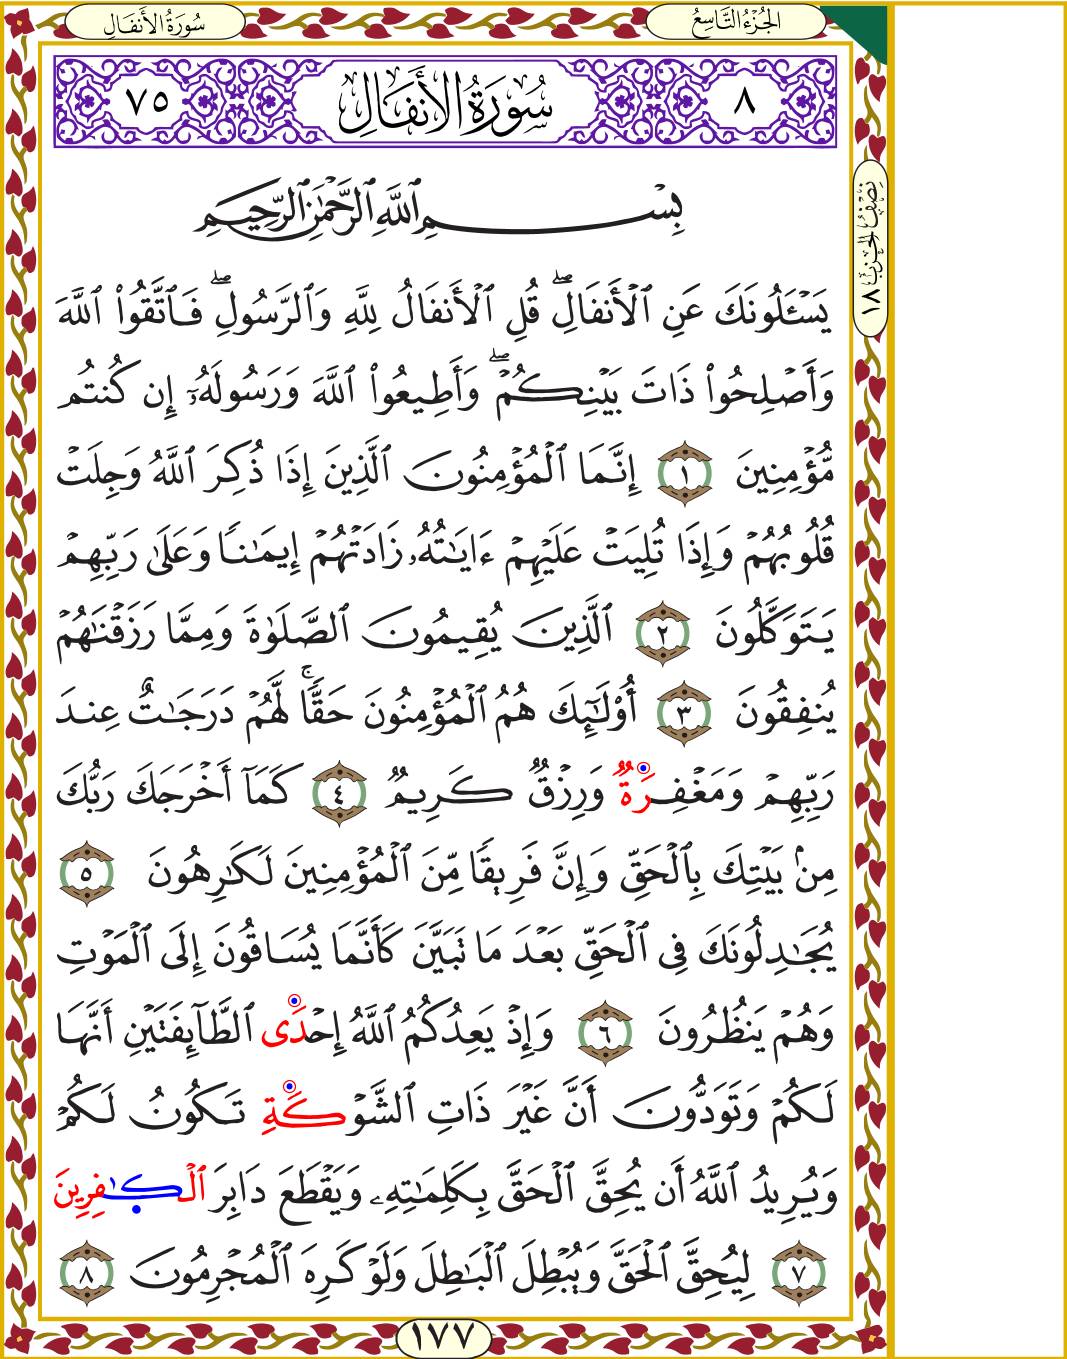 الجُزْءُ التَّاسِعُ
سُورَةُ الأَنفَالِ
٨
سُورَةُ الأَنفَالِ
٧٥
نِصْفُ الحِزْبِ ١٨
بِسْمِ ٱللَّهِ ٱلرَّحْمَٰنِ ٱلرَّحِيمِ
يَسْـَٔلُونَكَ عَنِ ٱلْأَنفَالِۖ قُلِ ٱلْأَنفَالُ لِلَّهِ وَٱلرَّسُولِۖ فَٱتَّقُوا۟ ٱللَّهَ
وَأَصْلِحُوا۟ ذَاتَ بَيْنِكُمْۖ وَأَطِيعُوا۟ ٱللَّهَ وَرَسُولَهُۥٓ إِن كُنتُم
مُّؤْمِنِينَ ١ إِنَّمَا ٱلْمُؤْمِنُونَ ٱلَّذِينَ إِذَا ذُكِرَ ٱللَّهُ وَجِلَتْ
قُلُوبُهُمْ وَإِذَا تُلِيَتْ عَلَيْهِمْ ءَايَٰتُهُۥ زَادَتْهُمْ إِيمَٰنًا وَعَلَىٰ رَبِّهِمْ
يَتَوَكَّلُونَ ٢ ٱلَّذِينَ يُقِيمُونَ ٱلصَّلَوٰةَ وَمِمَّا رَزَقْنَٰهُمْ
يُنفِقُونَ ٣ أُو۟لَٰٓئِكَ هُمُ ٱلْمُؤْمِنُونَ حَقًّاۚ لَّهُمْ دَرَجَٰتٌ عِندَ
رَبِّهِمْ وَمَغْفِرَةٌ وَرِزْقٌ كَرِيمٌ ٤ كَمَآ أَخْرَجَكَ رَبُّكَ
مِنۢ بَيْتِكَ بِٱلْحَقِّ وَإِنَّ فَرِيقًا مِّنَ ٱلْمُؤْمِنِينَ لَكَٰرِهُونَ ٥
يُجَٰدِلُونَكَ فِى ٱلْحَقِّ بَعْدَ مَا تَبَيَّنَ كَأَنَّمَا يُسَاقُونَ إِلَى ٱلْمَوْتِ
وَهُمْ يَنظُرُونَ ٦ وَإِذْ يَعِدُكُمُ ٱللَّهُ إِحْدَى ٱلطَّآئِفَتَيْنِ أَنَّهَا
لَكُمْ وَتَوَدُّونَ أَنَّ غَيْرَ ذَاتِ ٱلشَّوْكَةِ تَكُونُ لَكُمْ
وَيُرِيدُ ٱللَّهُ أَن يُحِقَّ ٱلْحَقَّ بِكَلِمَٰتِهِۦ وَيَقْطَعَ دَابِرَ ٱلْكَٰفِرِينَ
٧ لِيُحِقَّ ٱلْحَقَّ وَيُبْطِلَ ٱلْبَٰطِلَ وَلَوْ كَرِهَ ٱلْمُجْرِمُونَ ٨
١٧٧